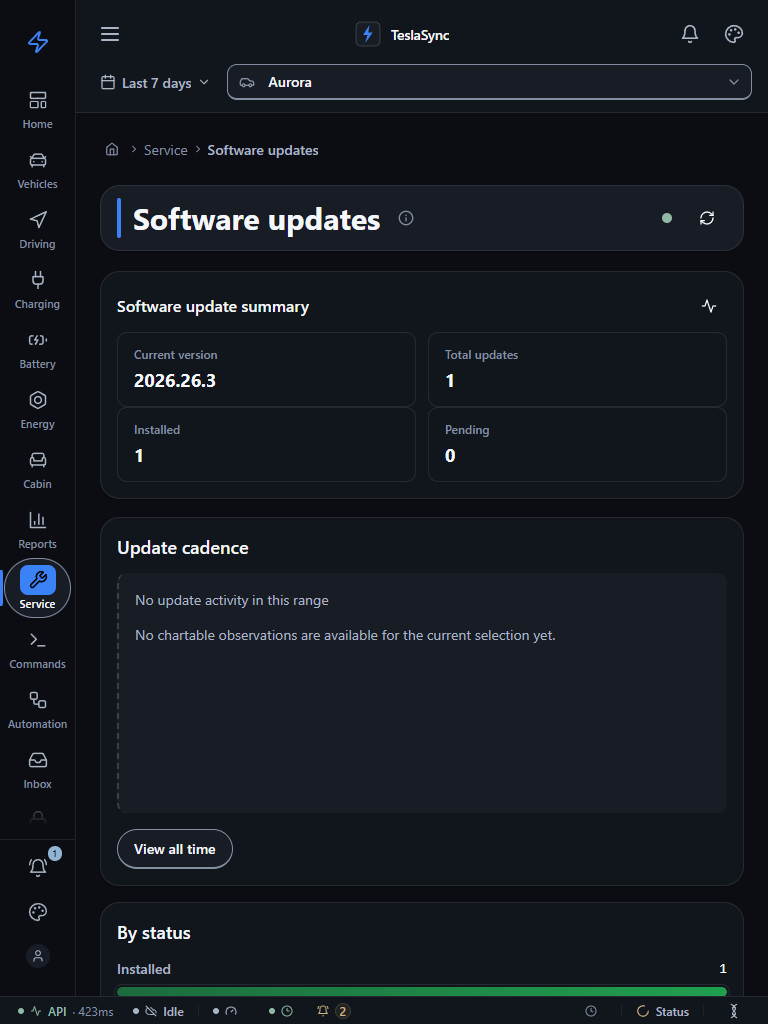 TeslaSync
Last 7 days
Aurora
Home
Vehicles
Driving
Charging
Battery
Energy
Cabin
Reports
Service
Commands
Automation
Inbox
1
Service
Software updates
Software updates
Software update summary
Current version
2026.26.3
Total updates
1
Installed
1
Pending
0
Update cadence
No update activity in this range
No chartable observations are available for the current selection yet.
View all time
By status
Installed 1
API · 423ms
Idle
2
Status